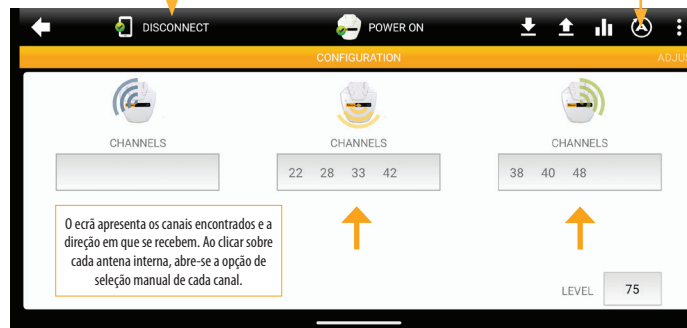 DISCONNECT
POWER ON
CONFIGURATION
ADJUS
CHANNELS
CHANNELS
CHANNELS
22 28 33 42
38 40 48
O ecrã apresenta os canais encontrados e a
direção em que se recebem. Ao clicar sobre
cada antena interna, abre-se a opção de
seleção manual de cada canal.
LEVEL 75